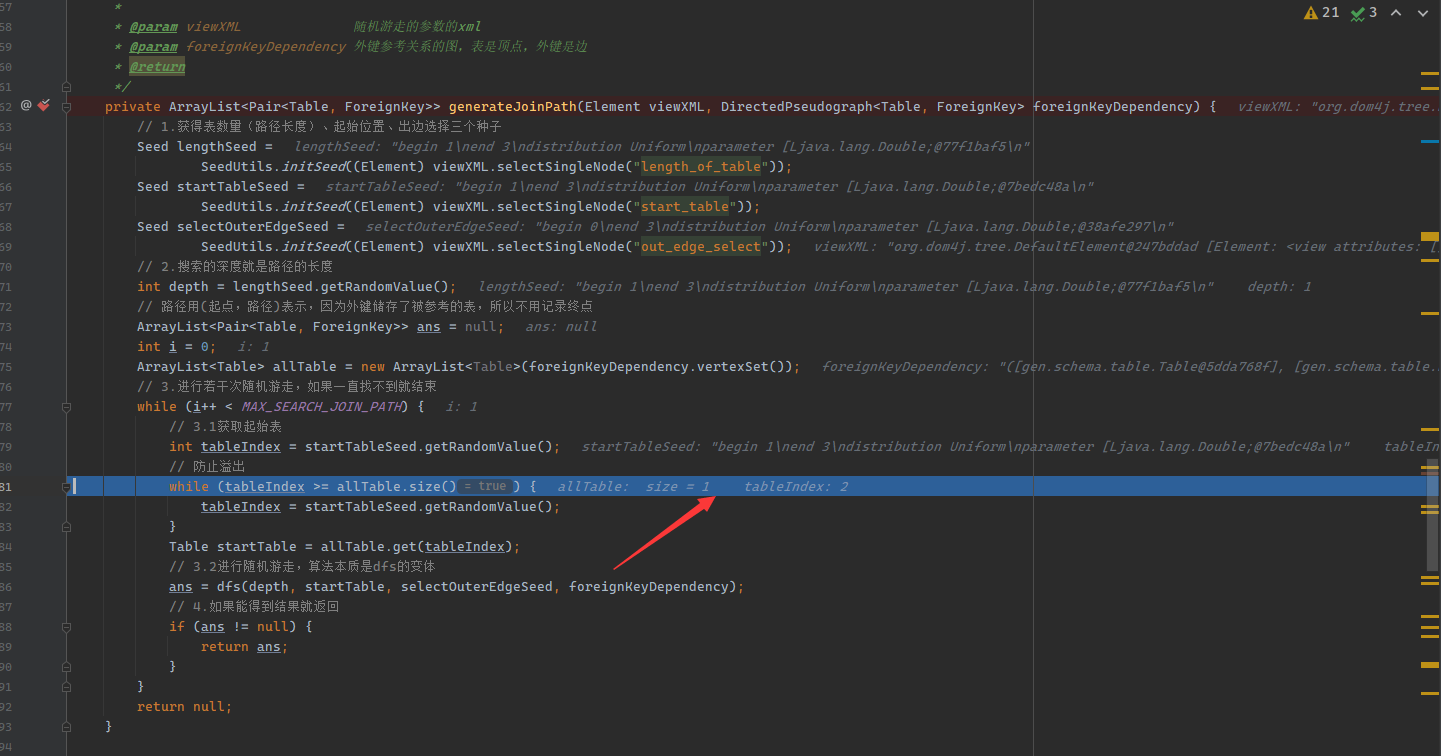 57 *
58 * @param viewXML 随机游走的参数的xml
59 * @param foreignKeyDependency 外键参考关系的图，表是顶点，外键是边
60 * @return
61 */
62 @ private ArrayList<Pair<Table, ForeignKey>> generateJoinPath(Element viewXML, DirectedPseudograph<Table, ForeignKey> foreignKeyDependency) { viewXML: "org.dom4j.tree.
63 // 1.获得表数量（路径长度）、起始位置、出边选择三个种子
64 Seed lengthSeed = lengthSeed: "begin 1\nend 3\ndistribution Uniform\nparameter [Ljava.lang.Double;@77f1baf5\n"
65 SeedUtils.initSeed((Element) viewXML.selectSingleNode("length_of_table"));
66 Seed startTableSeed = startTableSeed: "begin 1\nend 3\ndistribution Uniform\nparameter [Ljava.lang.Double;@7bedc48a\n"
67 SeedUtils.initSeed((Element) viewXML.selectSingleNode("start_table"));
68 Seed selectOuterEdgeSeed = selectOuterEdgeSeed: "begin 0\nend 3\ndistribution Uniform\nparameter [Ljava.lang.Double;@38afe297\n"
69 SeedUtils.initSeed((Element) viewXML.selectSingleNode("out_edge_select")); viewXML: "org.dom4j.tree.DefaultElement@247bddad [Element: <view attributes: [
70 // 2.搜索的深度就是路径的长度
71 int depth = lengthSeed.getRandomValue(); lengthSeed: "begin 1\nend 3\ndistribution Uniform\nparameter [Ljava.lang.Double;@77f1baf5\n" depth: 1
72 // 路径用(起点，路径)表示，因为外键储存了被参考的表，所以不用记录终点
73 ArrayList<Pair<Table, ForeignKey>> ans = null; ans: null
74 int i = 0; i: 1
75 ArrayList<Table> allTable = new ArrayList<Table>(foreignKeyDependency.vertexSet()); foreignKeyDependency: "([gen.schema.table.Table@5dda768f], [gen.schema.table.
76 // 3.进行若干次随机游走，如果一直找不到就结束
77 while (i++ < MAX_SEARCH_JOIN_PATH) { i: 1
78 // 3.1获取起始表
79 int tableIndex = startTableSeed.getRandomValue(); startTableSeed: "begin 1\nend 3\ndistribution Uniform\nparameter [Ljava.lang.Double;@7bedc48a\n" tableIn
80 // 防止溢出
81 while (tableIndex >= allTable.size() = true ) { allTable: size = 1 tableIndex: 2
82 tableIndex = startTableSeed.getRandomValue();
83 }
84 Table startTable = allTable.get(tableIndex);
85 // 3.2进行随机游走，算法本质是dfs的变体
86 ans = dfs(depth, startTable, selectOuterEdgeSeed, foreignKeyDependency);
87 // 4.如果能得到结果就返回
88 if (ans != null) {
89 return ans;
90 }
91 }
92 return null;
93 }
94
21 3